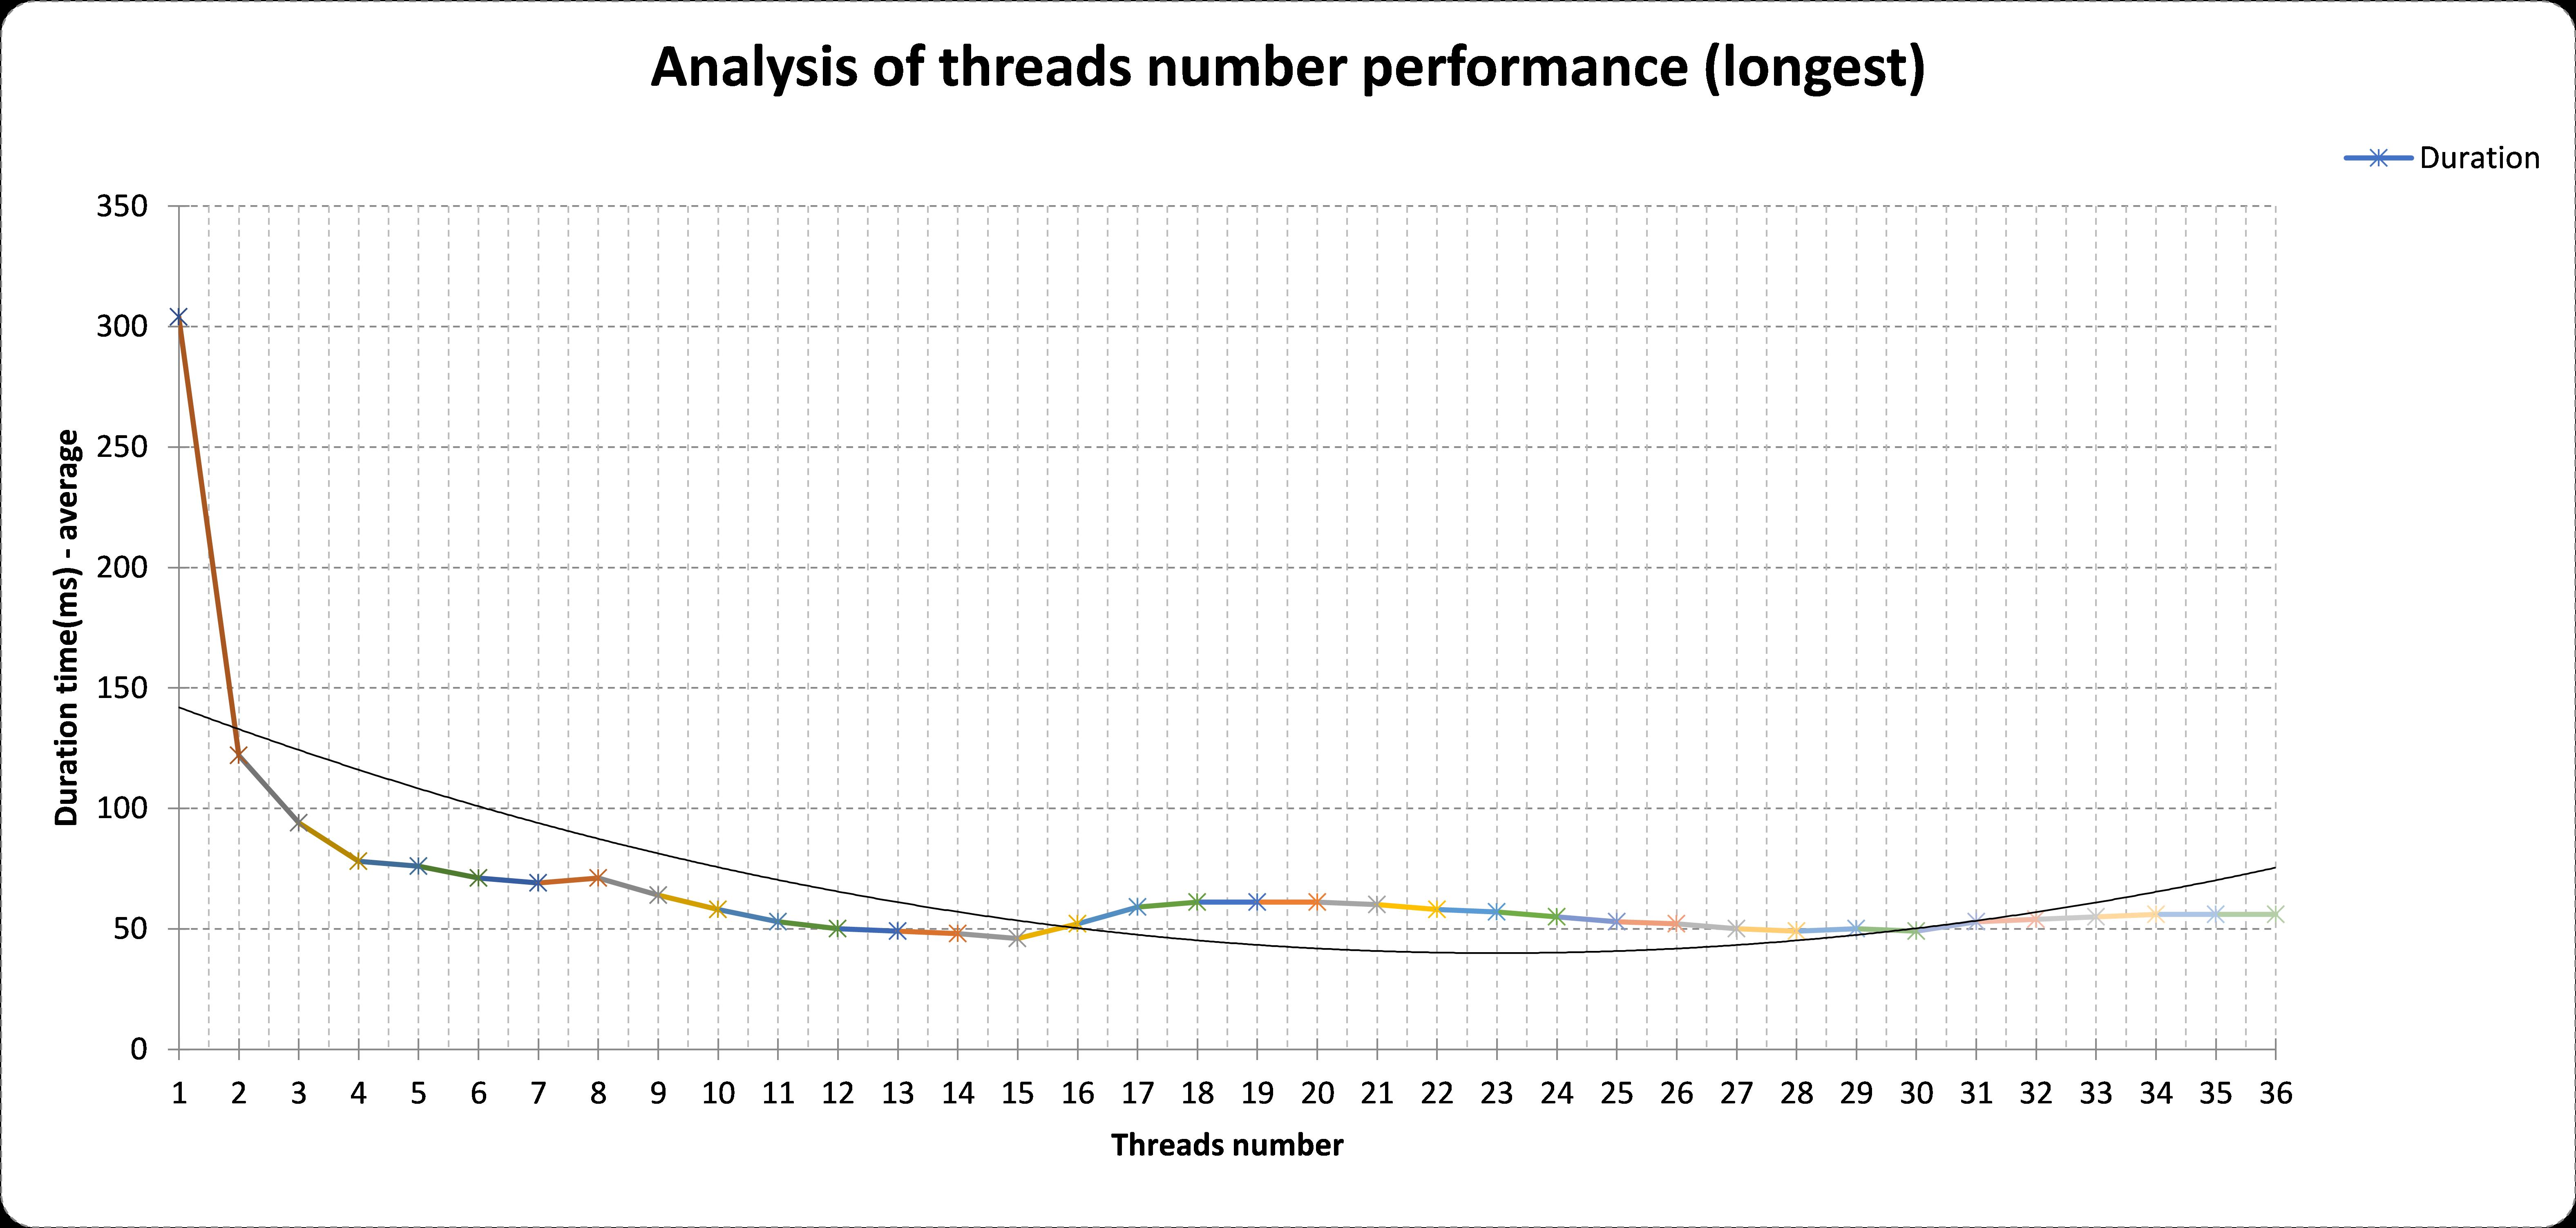 Analysis of threads number performance (longest)
Duration
Duration time(ms) - average
350
300
250
200
150
100
50
0
1 2 3 4 5 6 7 8 9 10 11 12 13 14 15 16 17 18 19 20 21 22 23 24 25 26 27 28 29 30 31 32 33 34 35 36
Threads number